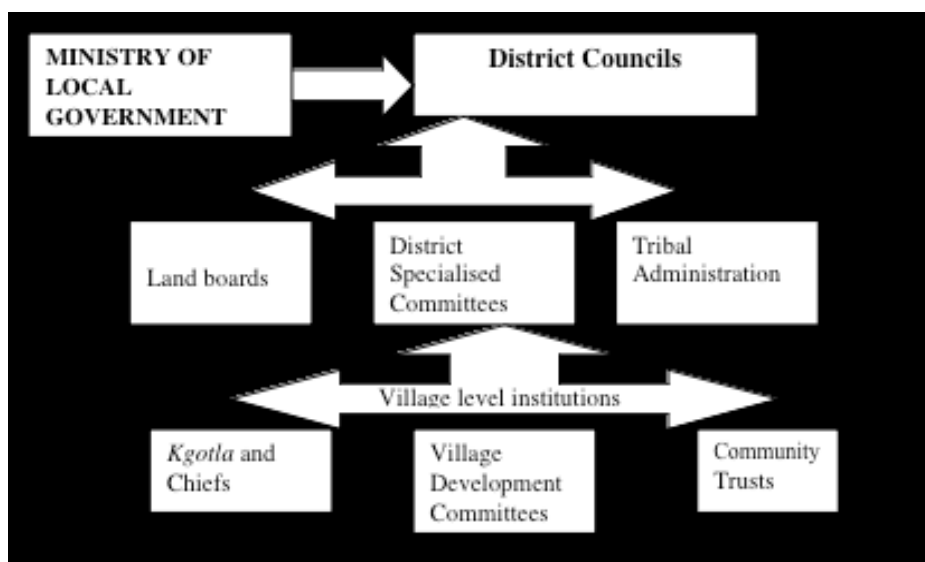 MINISTRY OF
LOCAL
GOVERNMENT
District Councils
Land boards
District
Specialised
Committees
Tribal
Administration
Village level institutions
Kgotla and
Chiefs
Village
Development
Committees
Community
Trusts